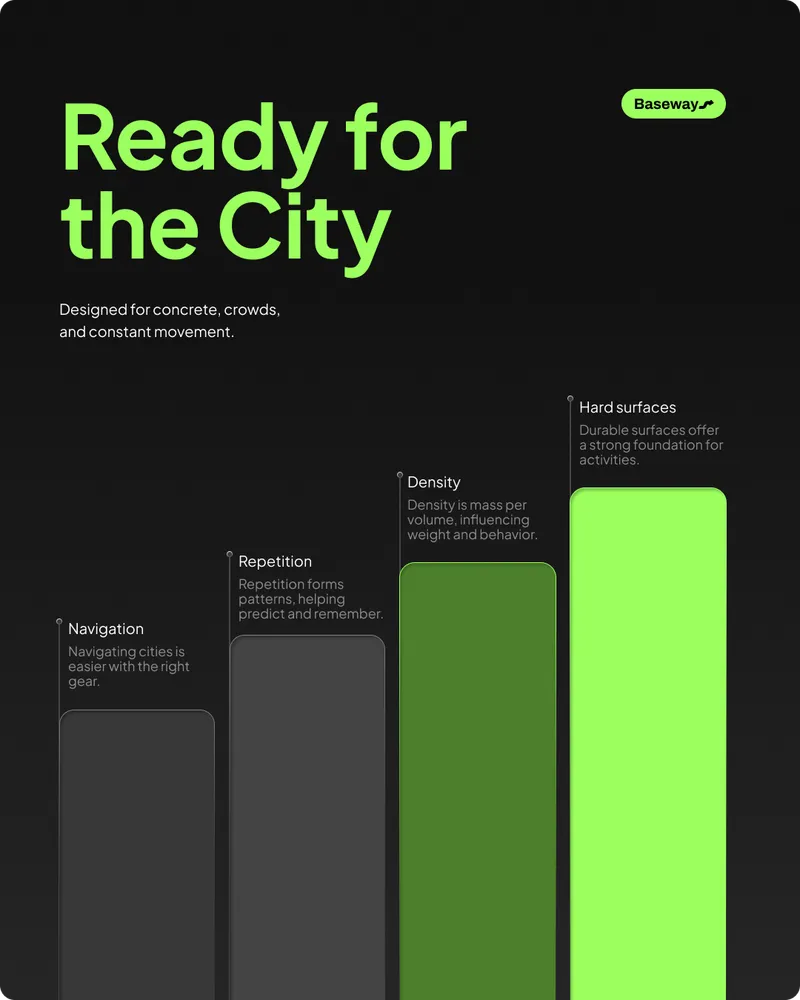 Ready for
the City
Baseway
Designed for concrete, crowds,
and constant movement.
Hard surfaces
Durable surfaces offer
a strong foundation for
activities.
Density
Density is mass per
volume, influencing
weight and behavior.
Repetition
Repetition forms
patterns, helping
predict and remember.
Navigation
Navigating cities is
easier with the right
gear.